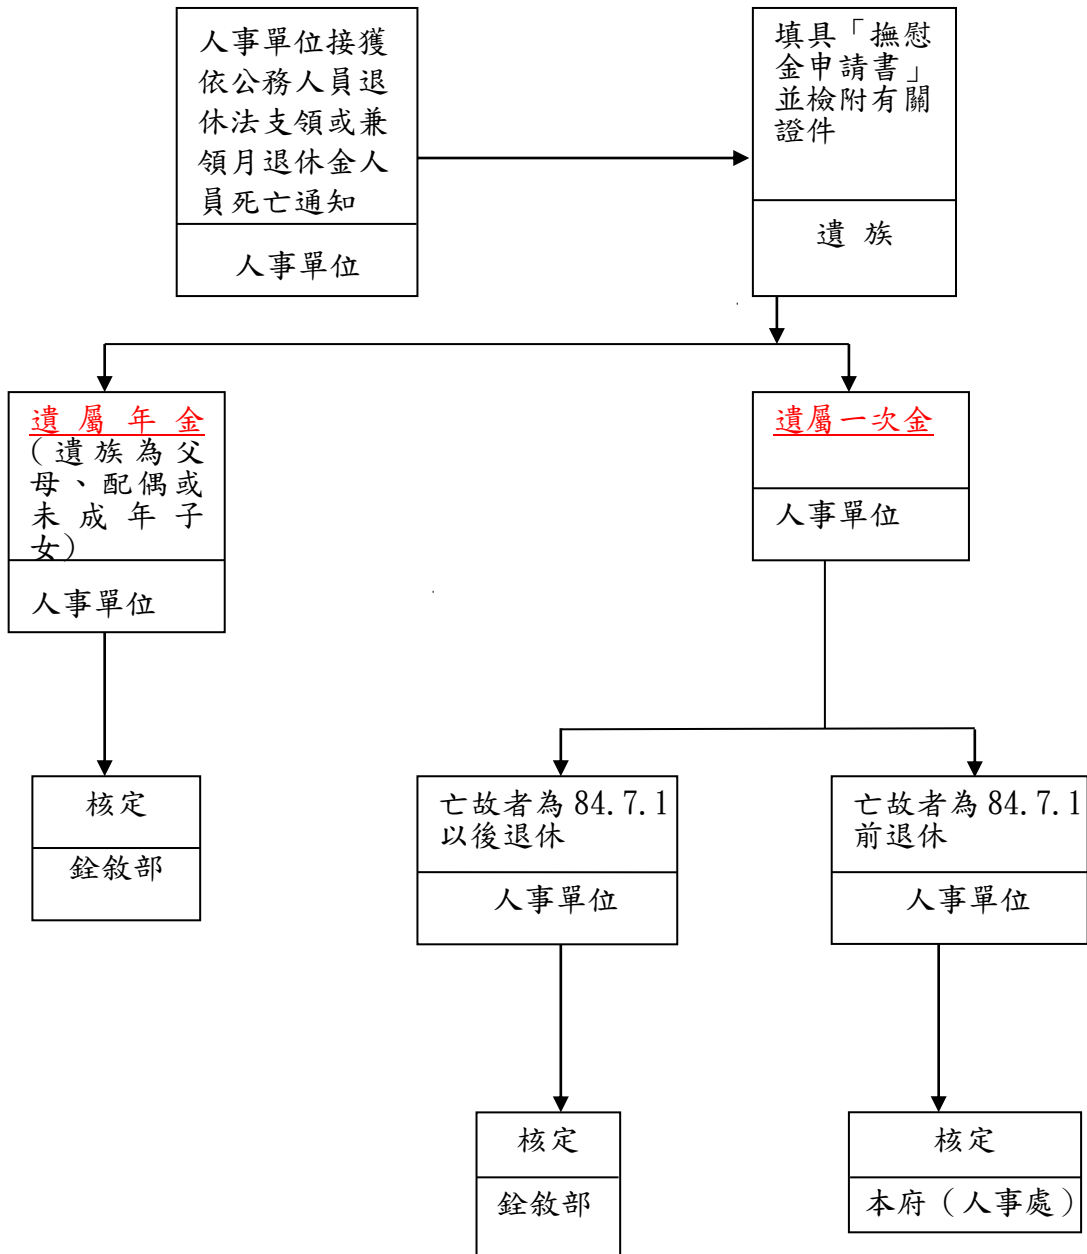 人事單位接獲
依公務人員退
休法支領或兼
領月退休金人
員死亡通知
人事單位
填具「撫慰
金申請書」
並檢附有關
證件
遺 族
遺屬年金
（遺族為父
母、配偶或
未成年子
女）
人事單位
遺屬一次金
人事單位
核定
銓敘部
亡故者為 84.7.1
以後退休
人事單位
亡故者為 84.7.1
前退休
人事單位
核定
銓敘部
核定
本府（人事處）